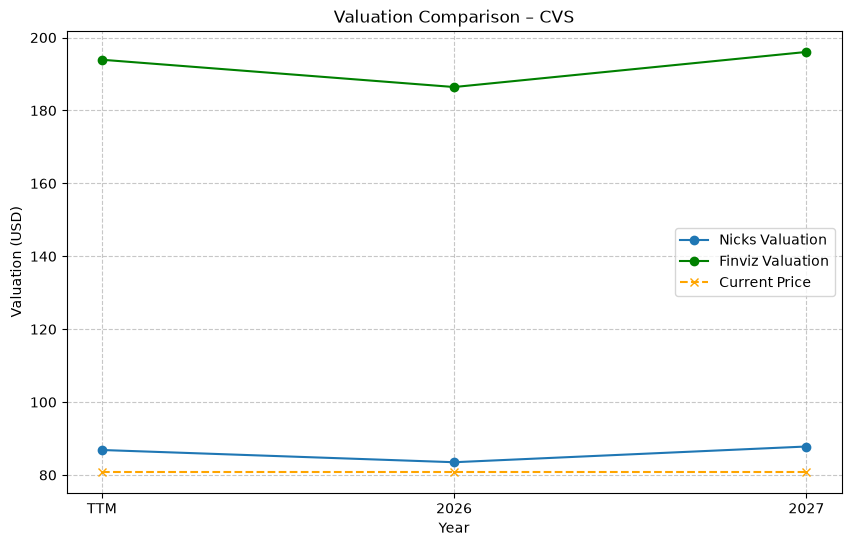 Valuation Comparison – CVS
Valuation (USD)
200
180
160
140
120
100
80
Nicks Valuation
Finviz Valuation
Current Price
TTM
2026
2027
Year